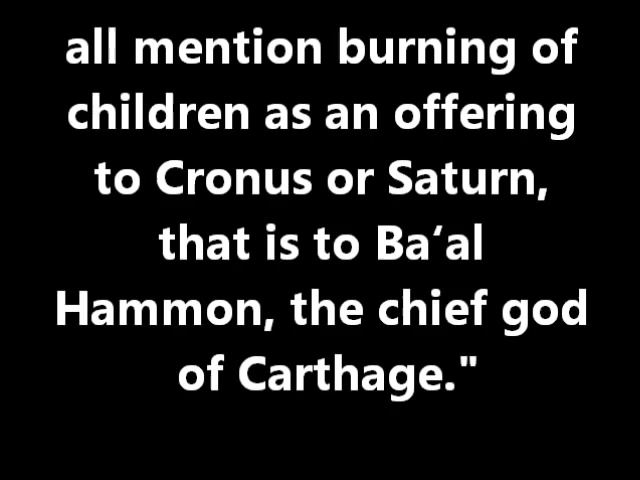 all mention burning of
children as an offering
to Cronus or Saturn,
that is to Ba‘al
Hammon, the chief god
of Carthage."